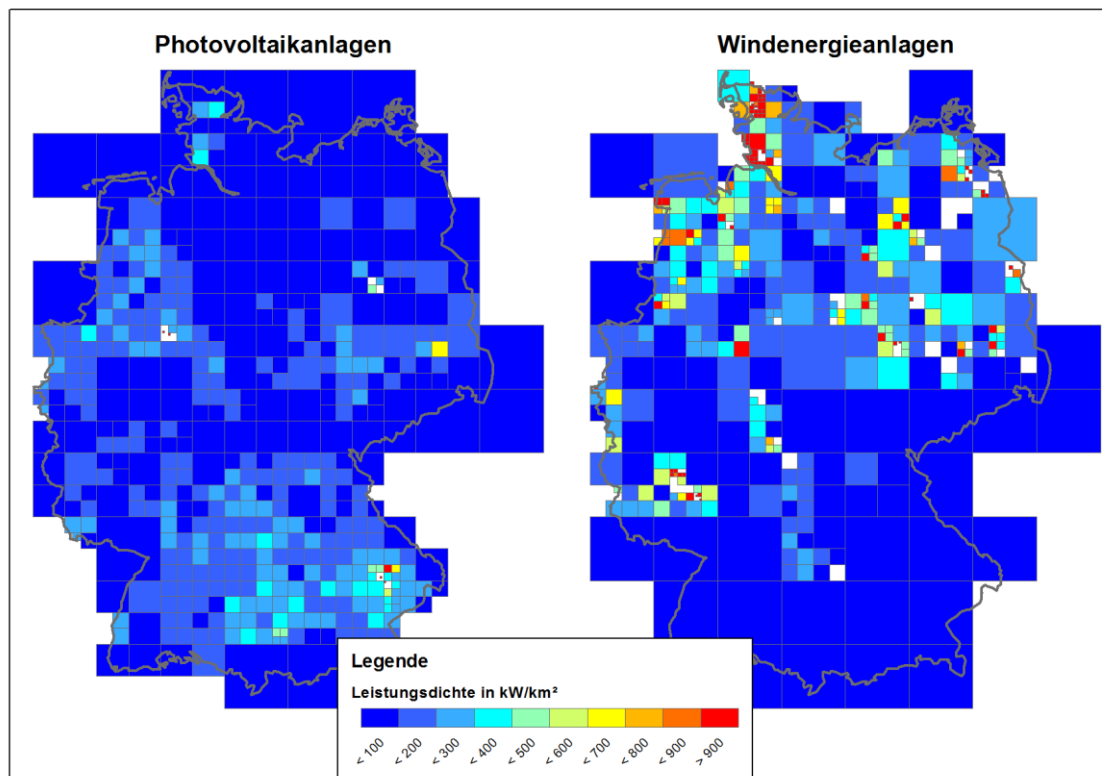 Photovoltaikanlagen
Windenergieanlagen
Legende
Leistungsdichte in kW/km²
< 100
< 200
< 300
< 400
< 500
< 600
< 700
< 800
< 900
> 900